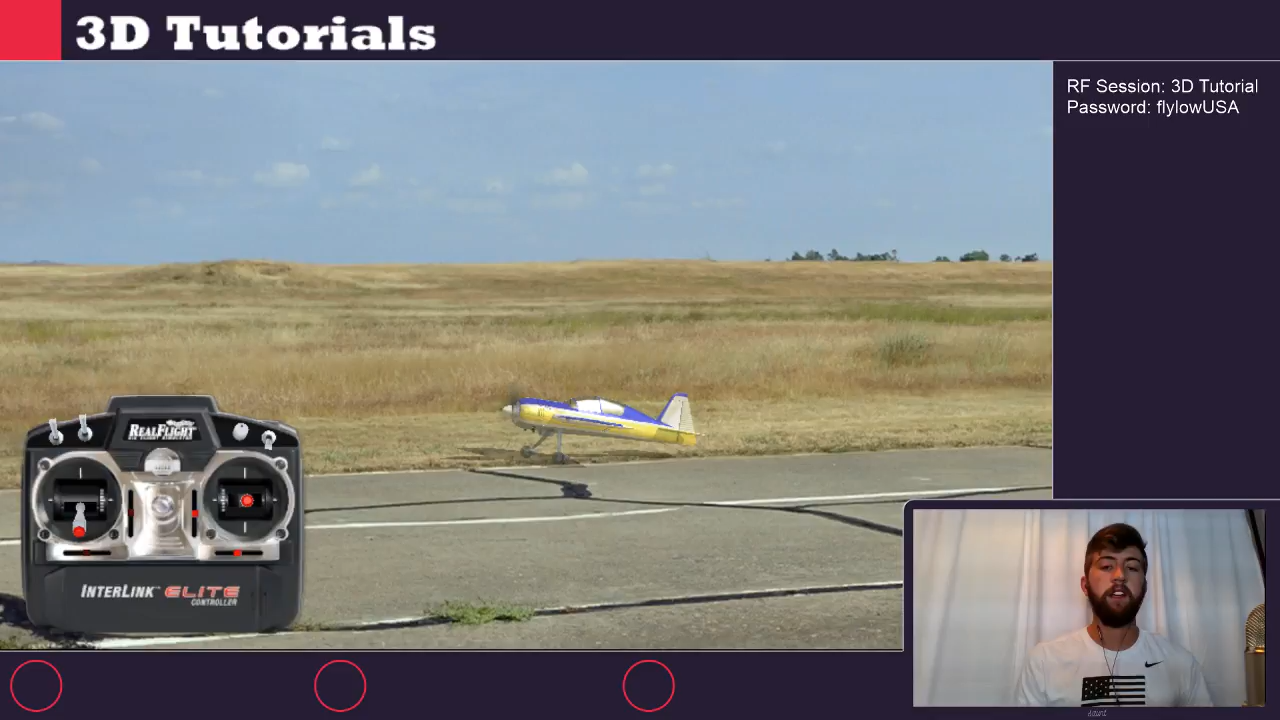 3D Tutorials
RF Session: 3D Tutorial
Password: flylowUSA
REALFLIGHT
INTERLINK ELITE
CONTROLLER